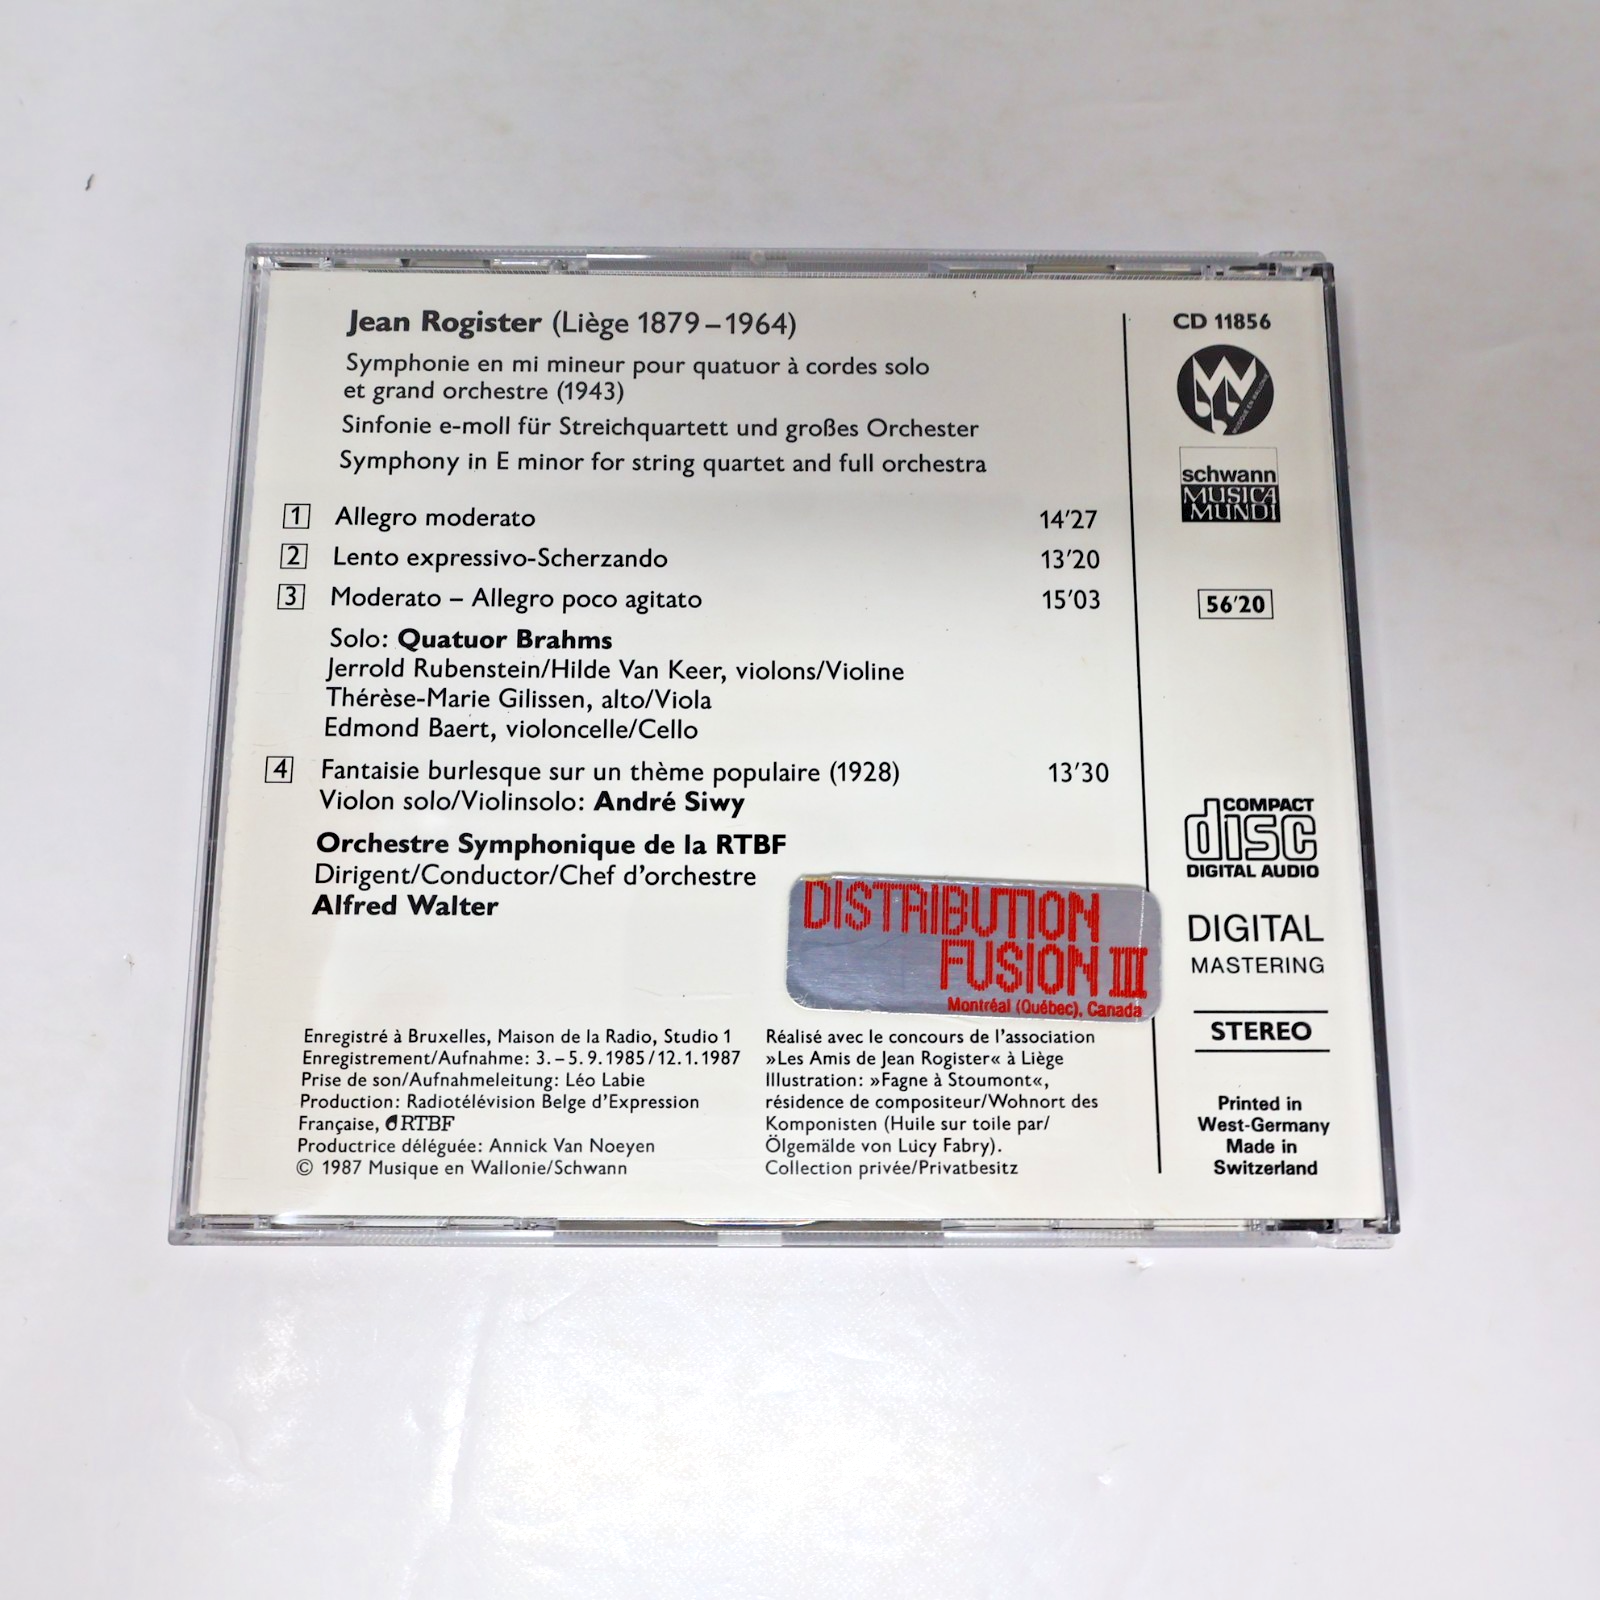 Jean Rogister (Liège 1879–1964)
Symphonie en mi mineur pour quatuor à cordes solo
et grand orchestre (1943)
Sinfonie e-moll für Streichquartett und großes Orchester
Symphony in E minor for string quartet and full orchestra
1 Allegro moderato 14'27
2 Lento expressivo-Scherzando 13'20
3 Moderato – Allegro poco agitato 15'03
Solo: Quatuor Brahms
Jerrold Rubenstein/Hilde Van Keer, violons/Violine
Thérèse-Marie Gilissen, alto/Viola
Edmond Baert, violoncelle/Cello
4 Fantaisie burlesque sur un thème populaire (1928) 13'30
Violon solo/Violinsolo: André Siwy
Orchestre Symphonique de la RTBF
Dirigent/Conductor/Chef d'orchestre
Alfred Walter
DISTRIBUTION
FUSION III
Montréal (Québec), Canada
Enregistré à Bruxelles, Maison de la Radio, Studio 1
Enregistrement/Aufnahme: 3.–5.9.1985/12.1.1987
Prise de son/Aufnahmeleitung: Léo Labie
Production: Radiotélévision Belge d'Expression
Française, RTBF
Productrice déléguée: Annick Van Noeyen
© 1987 Musique en Wallonie/Schwann
Réalisé avec le concours de l'association
»Les Amis de Jean Rogister« à Liège
Illustration: »Fagne à Stoumont«,
résidence de compositeur/Wohnort des
Komponisten (Huile sur toile par/
Ölgemälde von Lucy Fabry).
Collection privée/Privatbesitz
CD 11856
MUSIQUE EN WALLONIE
schwann
MUSICA
MUNDI
56'20
COMPACT
disc
DIGITAL AUDIO
DIGITAL
MASTERING
STEREO
Printed in
West-Germany
Made in
Switzerland